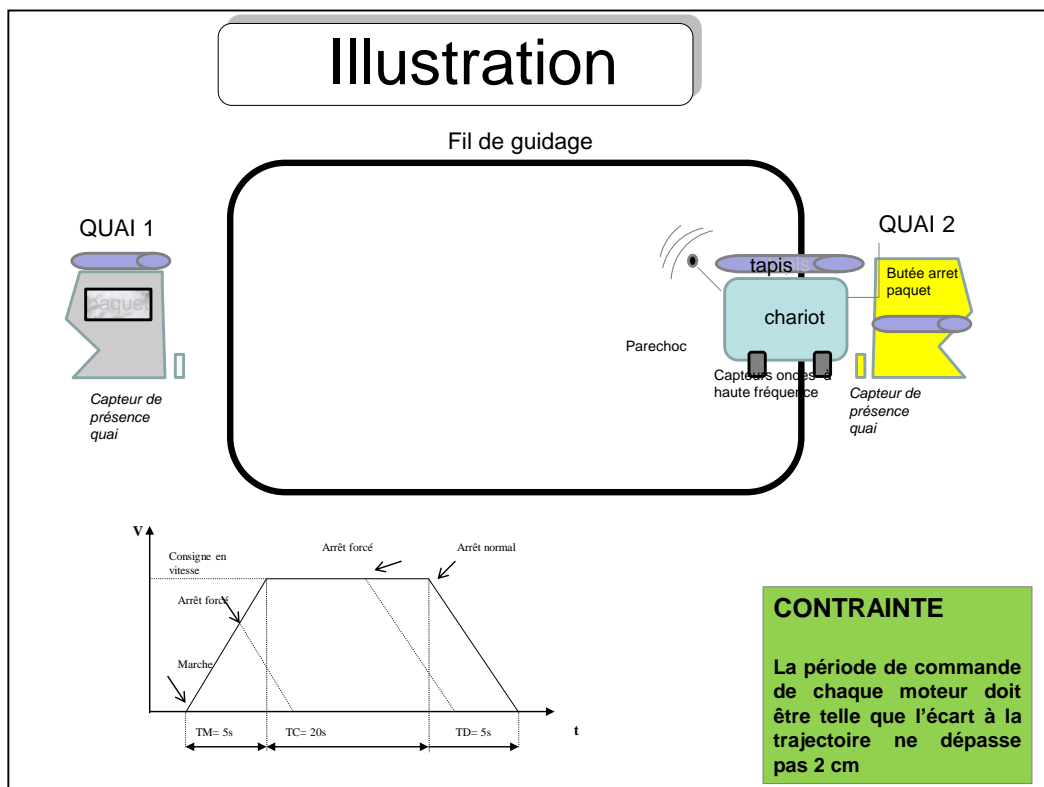 Illustration
Fil de guidage
QUAI 1
QUAI 2
tapis
Butée arret
paquet
paquet
chariot
Parechoc
Capteurs ondes à
haute fréquence
Capteur de
présence
quai
Capteur de
présence
quai
V
Consigne en
vitesse
Arrêt forcé
Arrêt normal
Arrêt forcé
Marche
TM= 5s
TC= 20s
TD= 5s
t
CONTRAINTE
La période de commande
de chaque moteur doit
être telle que l'écart à la
trajectoire ne dépasse
pas 2 cm